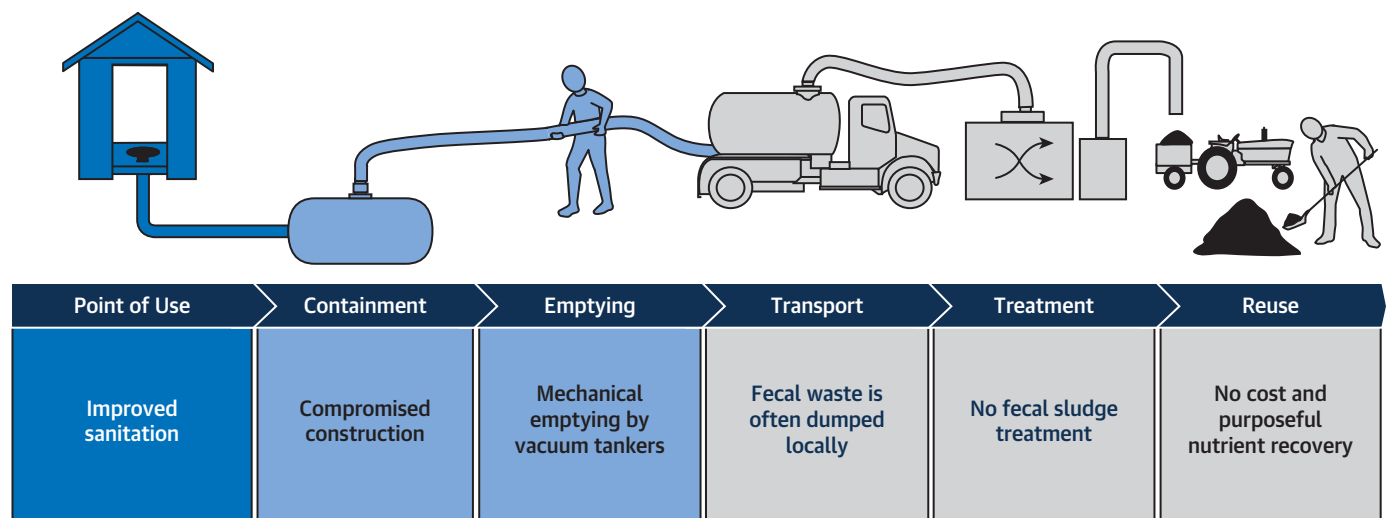 Point of Use
Containment
Emptying
Transport
Treatment
Reuse
Improved
sanitation
Compromised
construction
Mechanical
emptying by
vacuum tankers
Fecal waste is
often dumped
locally
No fecal sludge
treatment
No cost and
purposeful
nutrient recovery